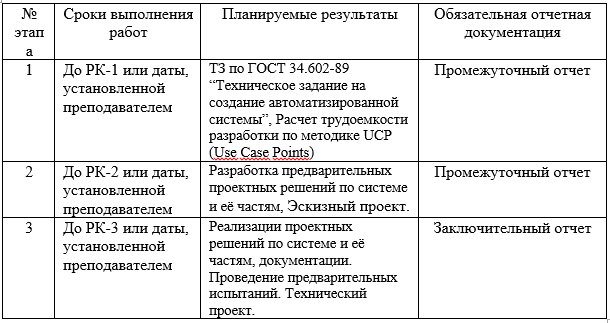 №
этап
а
Сроки выполнения
работ
Планируемые результаты
Обязательная отчетная
документация
1
До РК-1 или даты,
установленной
преподавателем
ТЗ по ГОСТ 34.602-89
“Техническое задание на
создание автоматизированной
системы”, Расчет трудоемкости
разработки по методике UCP
(Use Case Points)
Промежуточный отчет
2
До РК-2 или даты,
установленной
преподавателем
Разработка предварительных
проектных решений по системе
и её частям, Эскизный проект.
Промежуточный отчет
3
До РК-3 или даты,
установленной
преподавателем
Реализации проектных
решений по системе и её
частям, документации.
Проведение предварительных
испытаний. Технический
проект.
Заключительный отчет